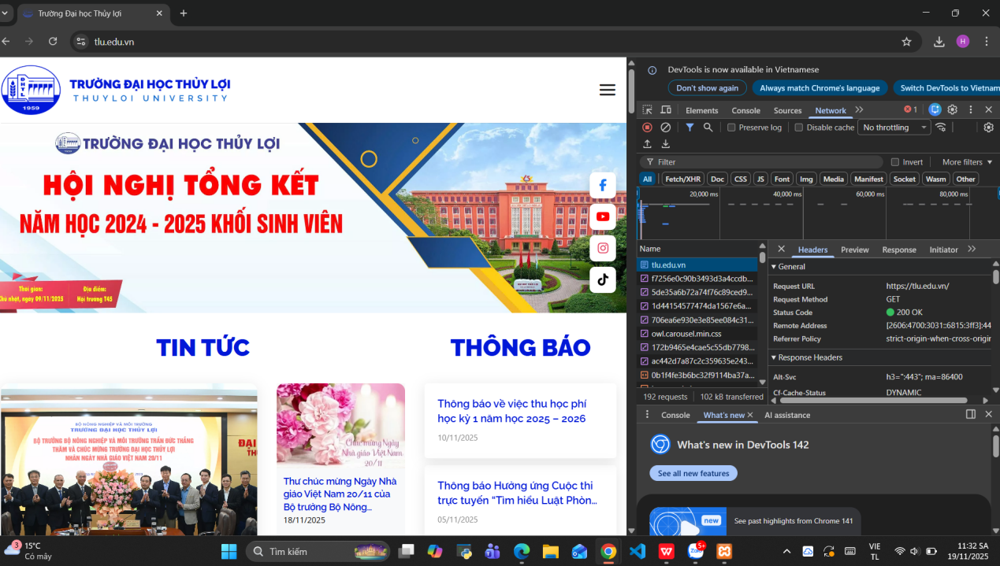 Trường Đại học Thủy lợi
tlu.edu.vn
H
1959
TRƯỜNG ĐẠI HỌC THỦY LỢI
THUYLOI UNIVERSITY
TRƯỜNG ĐẠI HỌC THỦY LỢI
HỘI NGHỊ TỔNG KẾT
NĂM HỌC 2024 - 2025 KHỐI SINH VIÊN
Thời gian:
Chủ nhật, ngày 09/11/2025
Địa điểm:
Hội trường T45
TIN TỨC
THÔNG BÁO
BỘ NÔNG NGHIỆP VÀ MÔI TRƯỜNG
TRƯỜNG ĐẠI HỌC THỦY LỢI
BỘ TRƯỞNG BỘ NÔNG NGHIỆP VÀ MÔI TRƯỜNG TRẦN ĐỨC THẮNG
THĂM VÀ CHÚC MỪNG TRƯỜNG ĐẠI HỌC THỦY LỢI
NHÂN NGÀY NHÀ GIÁO VIỆT NAM 20/11
Chúc mừng Ngày
Nhà giáo Việt Nam
20/11
Thư chúc mừng Ngày Nhà
giáo Việt Nam 20/11 của
Bộ trưởng Bộ Nông...
18/11/2025
Thông báo về việc thu học phí
học kỳ 1 năm học 2025 – 2026
10/11/2025
Thông báo Hưởng ứng Cuộc thi
trực tuyến “Tìm hiểu Luật Phòn...
05/11/2025
DevTools is now available in Vietnamese
Don't show again
Always match Chrome's language
Switch DevTools to Vietnam
Elements
Console
Sources
Network
1
Preserve log
Disable cache
No throttling
Filter
Invert
More filters
All
Fetch/XHR
Doc
CSS
JS
Font
Img
Media
Manifest
Socket
Wasm
Other
20,000 ms
40,000 ms
60,000 ms
80,000 ms
Name
tlu.edu.vn
f7256e0c90b3493d3a4ccdb...
5de35a6b72a74f76c89ced9...
1d44154577474da1567e6a...
706ea6e930e3e85ee084c31...
owl.carousel.min.css
172b9465e4cae5c55db7798...
ac442d7a87c2c359635e243...
0b1f4fe3b6bc32f9114ba37a...
192 requests
102 kB transferred
Headers
Preview
Response
Initiator
General
Request URL
https://tlu.edu.vn/
Request Method
GET
Status Code
200 OK
Remote Address
[2606:4700:3031::6815:3ff3]:44
Referrer Policy
strict-origin-when-cross-origin
Response Headers
Alt-Svc
h3=":443"; ma=86400
Cf-Cache-Status
DYNAMIC
Console
What's new
AI assistance
What's new in DevTools 142
See all new features
new
See past highlights from Chrome 141
3
15°C
Có mây
Tìm kiếm
Zalo
5+
VIE
TL
11:32 SA
19/11/2025